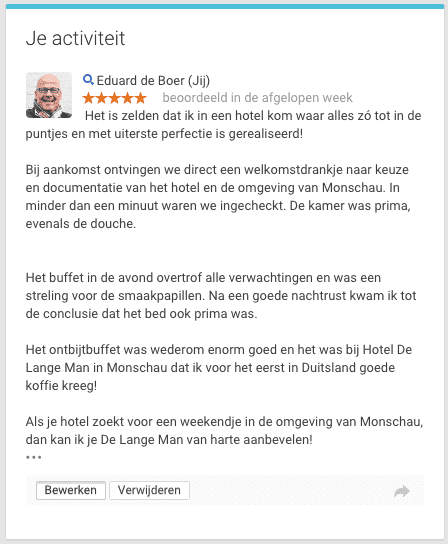 Je activiteit
Eduard de Boer (Jij)
beoordeeld in de afgelopen week
Het is zelden dat ik in een hotel kom waar alles zó tot in de
puntjes en met uiterste perfectie is gerealiseerd!
Bij aankomst ontvingen we direct een welkomstdrankje naar keuze
en documentatie van het hotel en de omgeving van Monschau. In
minder dan een minuut waren we ingecheckt. De kamer was prima,
evenals de douche.
Het buffet in de avond overtrof alle verwachtingen en was een
streling voor de smaakpapillen. Na een goede nachtrust kwam ik tot
de conclusie dat het bed ook prima was.
Het ontbijtbuffet was wederom enorm goed en het was bij Hotel De
Lange Man in Monschau dat ik voor het eerst in Duitsland goede
koffie kreeg!
Als je hotel zoekt voor een weekendje in de omgeving van Monschau,
dan kan ik je De Lange Man van harte aanbevelen!
•••
Bewerken Verwijderen